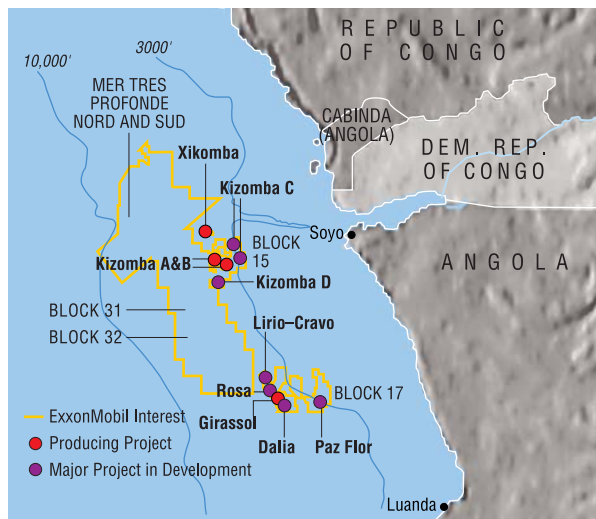 REPUBLIC
OF CONGO
10,000'
3000'
MER TRES
PROFONDE
NORD AND SUD
CABINDA
(ANGOLA)
DEM. REP.
OF CONGO
Xikomba
Kizomba C
Soyo
BLOCK
15
Kizomba A&B
ANGOLA
Kizomba D
BLOCK 31
BLOCK 32
Lirio–Cravo
Rosa
BLOCK 17
Girassol
Dalia
Paz Flor
ExxonMobil Interest
Producing Project
Major Project in Development
Luanda